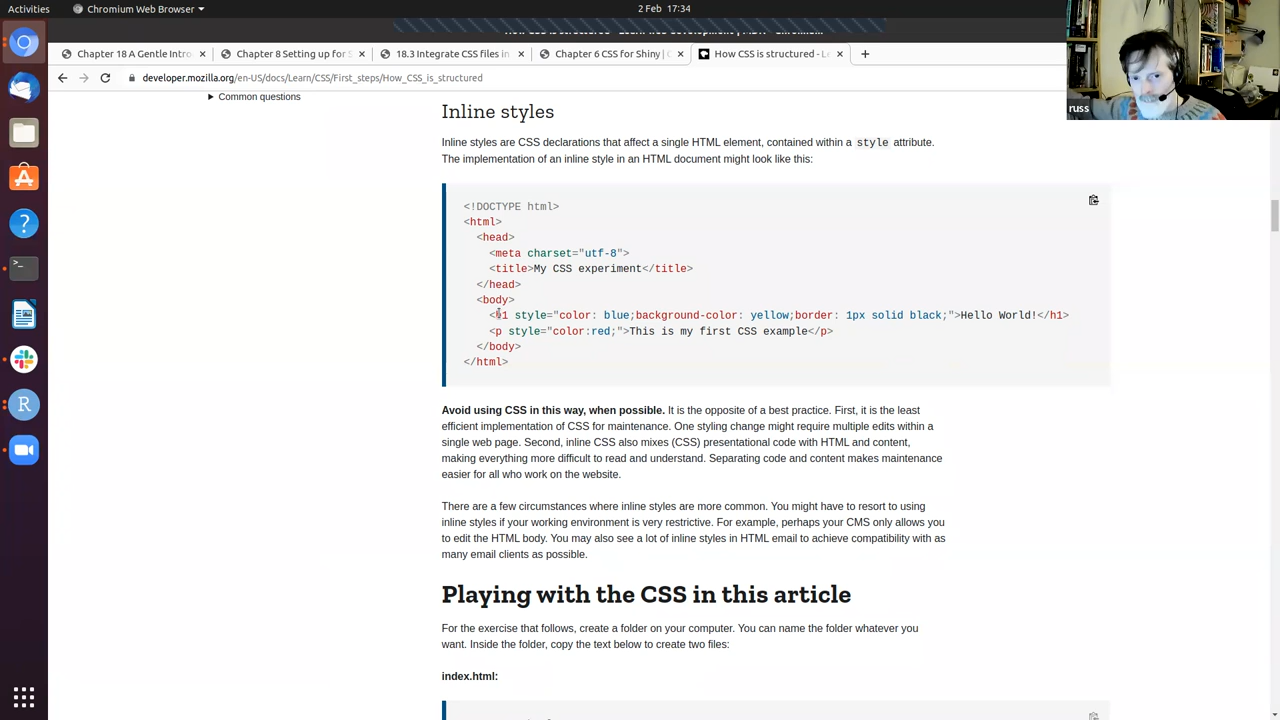 Activities
Chromium Web Browser
2 Feb 17:34
Chapter 18 A Gentle Intro
Chapter 8 Setting up for S
18.3 Integrate CSS files in
Chapter 6 CSS for Shiny | C
How CSS is structured - Le
developer.mozilla.org/en-US/docs/Learn/CSS/First_steps/How_CSS_is_structured
russ
Common questions
Inline styles
Inline styles are CSS declarations that affect a single HTML element, contained within a style attribute.
The implementation of an inline style in an HTML document might look like this:
<!DOCTYPE html>
<html>
<head>
<meta charset="utf-8">
<title>My CSS experiment</title>
</head>
<body>
<h1 style="color: blue;background-color: yellow;border: 1px solid black;">Hello World!</h1>
<p style="color:red;">This is my first CSS example</p>
</body>
</html>
Avoid using CSS in this way, when possible. It is the opposite of a best practice. First, it is the least
efficient implementation of CSS for maintenance. One styling change might require multiple edits within a
single web page. Second, inline CSS also mixes (CSS) presentational code with HTML and content,
making everything more difficult to read and understand. Separating code and content makes maintenance
easier for all who work on the website.
There are a few circumstances where inline styles are more common. You might have to resort to using
inline styles if your working environment is very restrictive. For example, perhaps your CMS only allows you
to edit the HTML body. You may also see a lot of inline styles in HTML email to achieve compatibility with as
many email clients as possible.
Playing with the CSS in this article
For the exercise that follows, create a folder on your computer. You can name the folder whatever you
want. Inside the folder, copy the text below to create two files:
index.html: